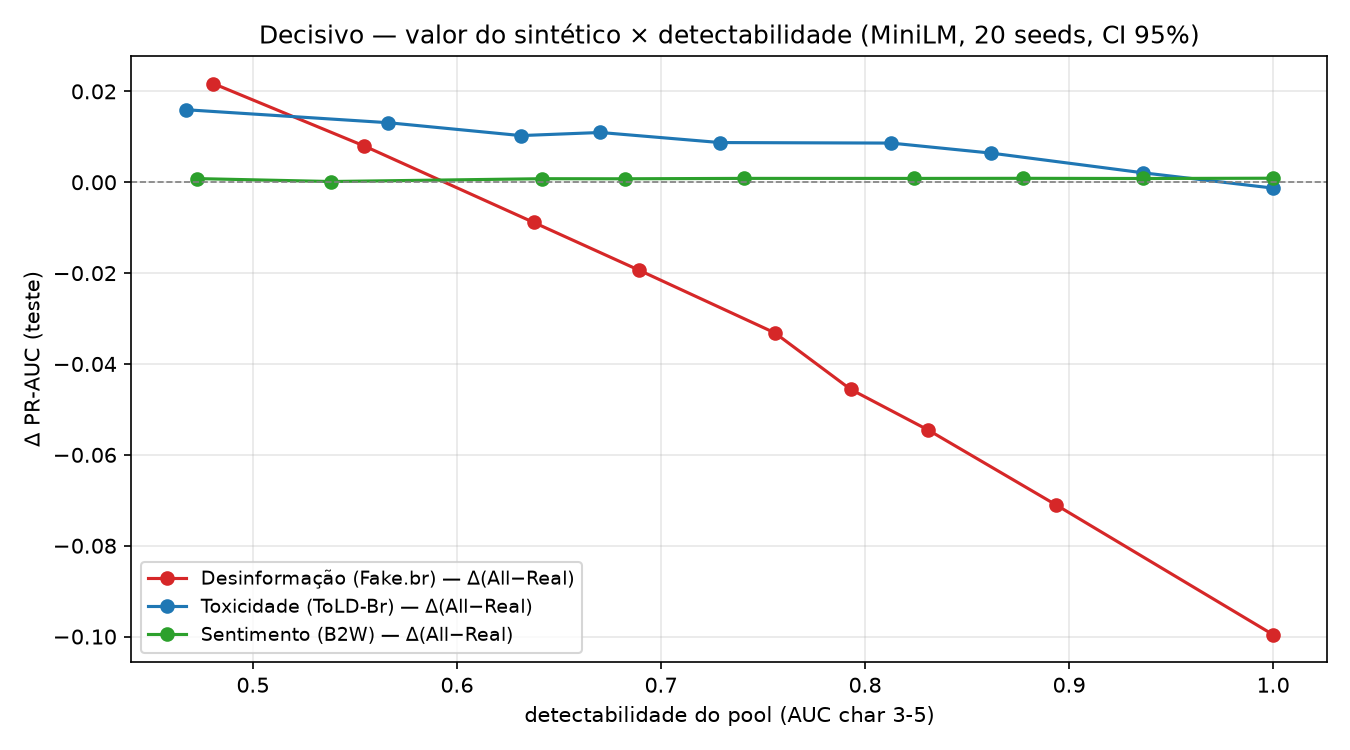 Decisivo — valor do sintético × detectabilidade (MiniLM, 20 seeds, CI 95%)
Δ PR-AUC (teste)
0.02
0.00
−0.02
−0.04
−0.06
−0.08
−0.10
Desinformação (Fake.br) — Δ(All−Real)
Toxicidade (ToLD-Br) — Δ(All−Real)
Sentimento (B2W) — Δ(All−Real)
0.5 0.6 0.7 0.8 0.9 1.0
detectabilidade do pool (AUC char 3-5)